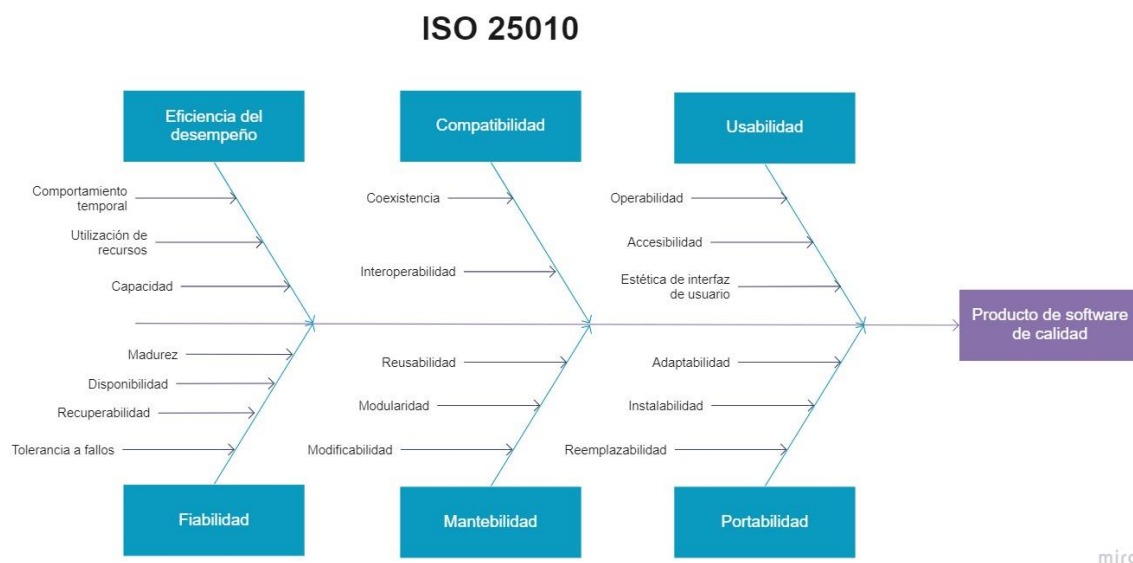 ISO 25010
Eficiencia del
desempeño
Compatibilidad
Usabilidad
Comportamiento
temporal
Utilización de
recursos
Capacidad
Coexistencia
Interoperabilidad
Operabilidad
Accesibilidad
Estética de interfaz
de usuario
Producto de software
de calidad
Madurez
Disponibilidad
Recuperabilidad
Tolerancia a fallos
Reusabilidad
Modularidad
Modificabilidad
Adaptabilidad
Instalabilidad
Reemplazabilidad
Fiabilidad
Mantebilidad
Portabilidad
miro